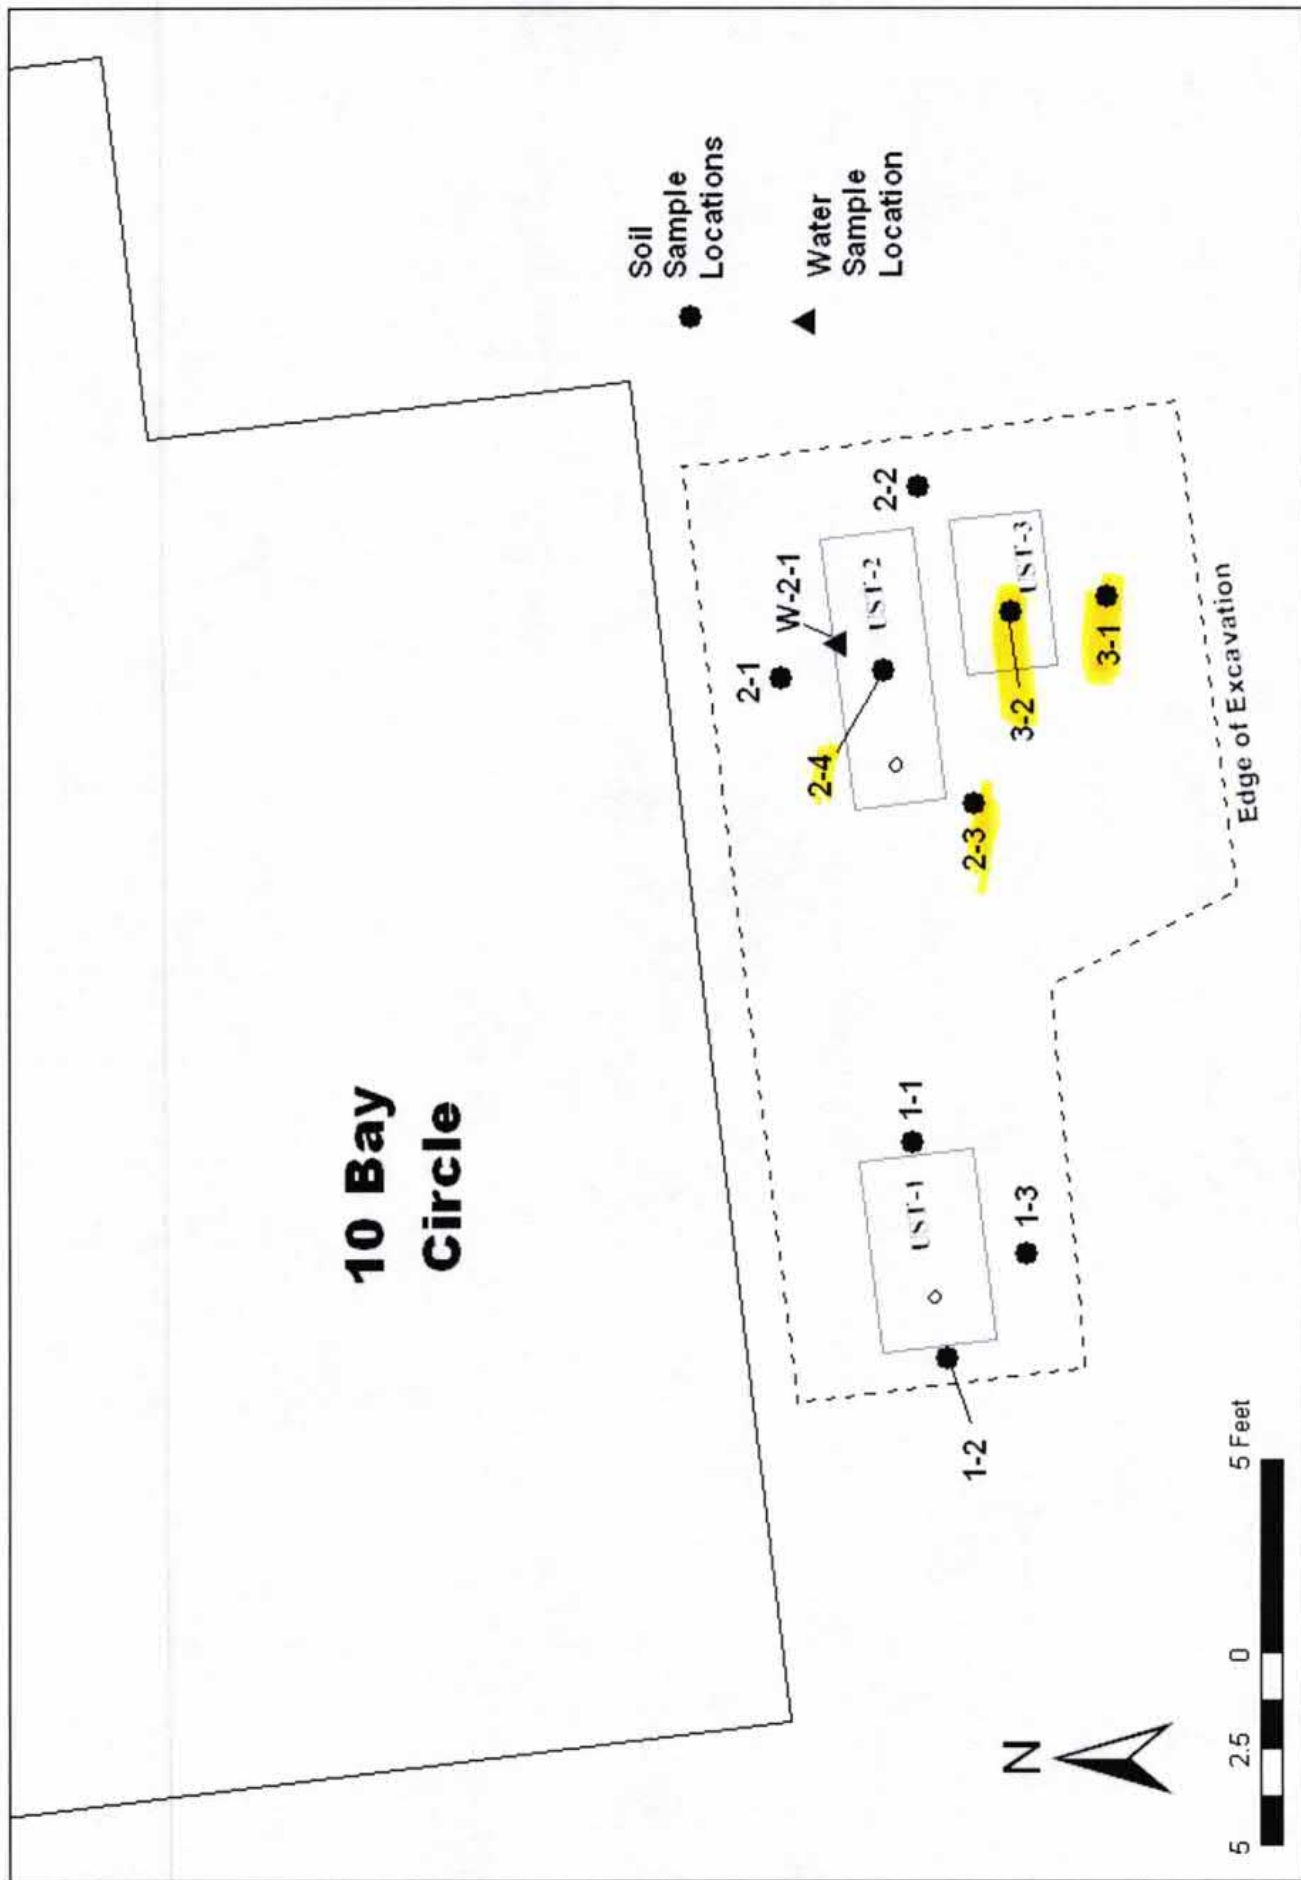 10 Bay
Circle
Soil
Sample
Locations
Water
Sample
Location
2-1
W-2-1
2-2
2-4
UST-2
2-3
3-2
UST-3
3-1
1-1
UST-1
1-2
1-3
Edge of Excavation
N
5 2.5 0 5 Feet